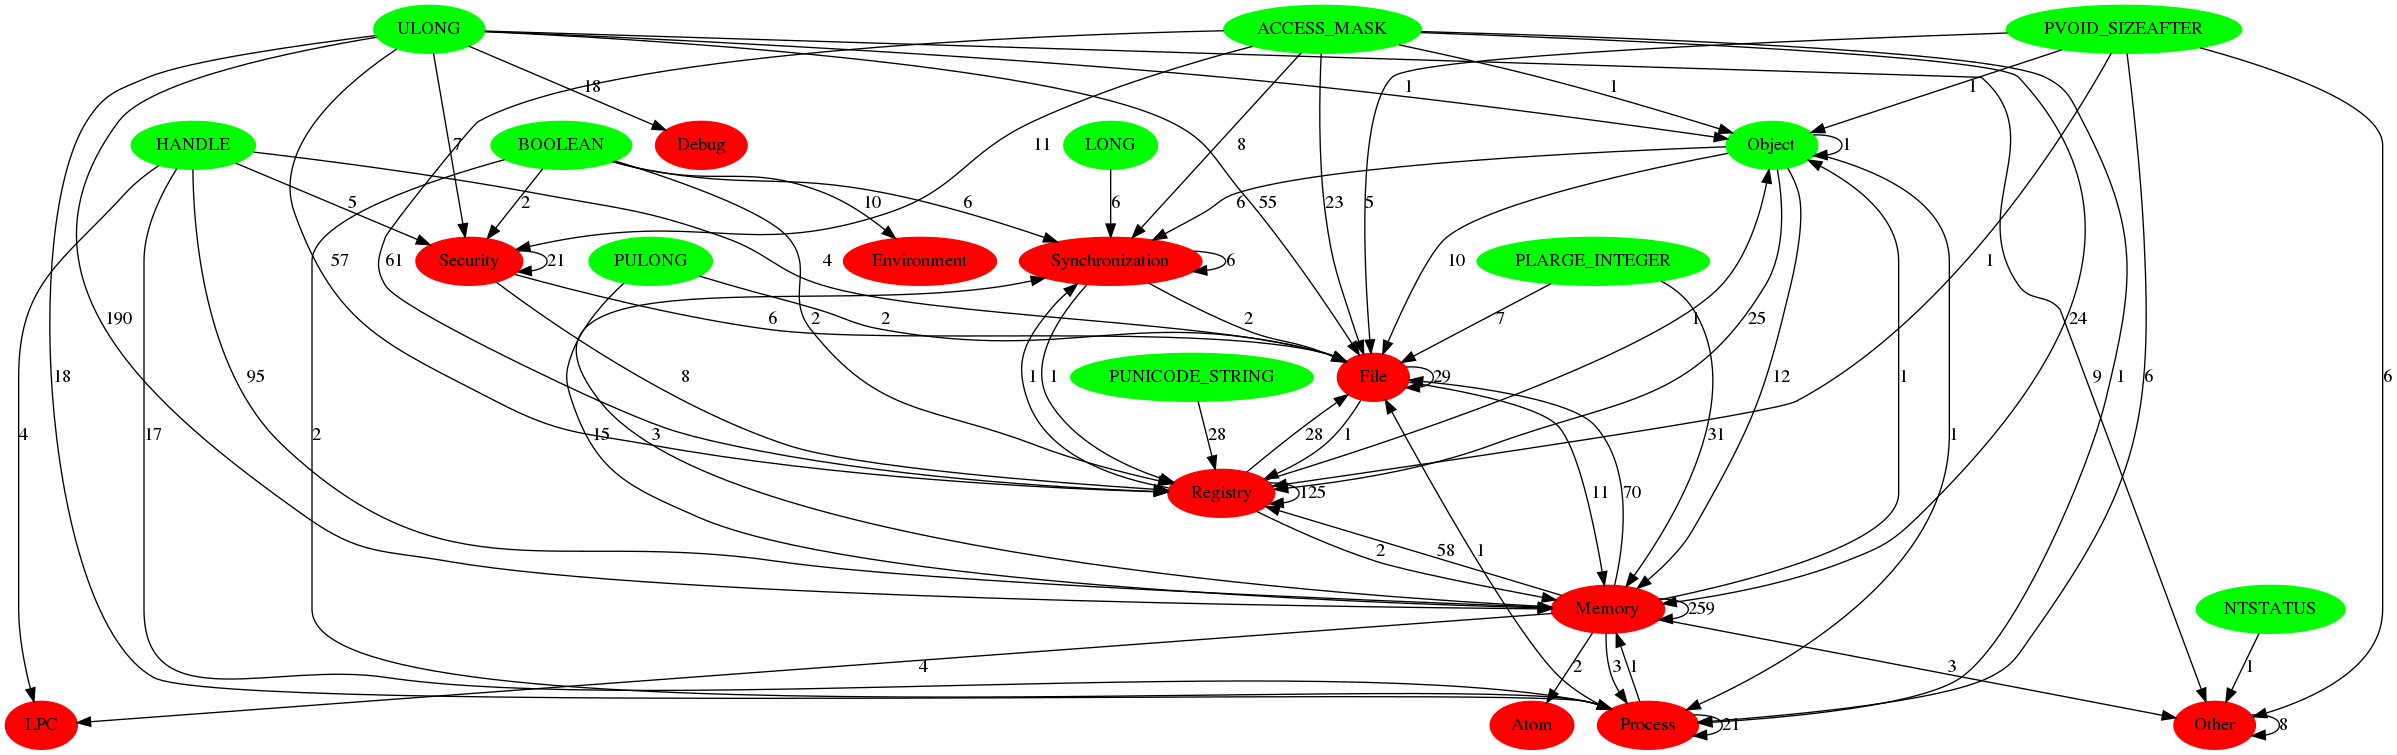 ULONG ACCESS_MASK PVOID_SIZEAFTER
18 1 1 1
HANDLE 7 BOOLEAN Debug 11 LONG 8 Object 1
5 2 10 6 6 6 55 23 5
57 61 Security 21 PULONG 4 Environment Synchronization 6 10 PLARGE_INTEGER 1
190 6 2 2 2 7 1 25 24
18 95 8 1 1 PUNICODE_STRING File 29 12 1 9 1 6 6
4 17 2 15 3 28 28 1 31 1
Registry 125 11 70
2 58 1
Memory 259 NTSTATUS
4 2 3 1 3 1
LPC Atom Process 21 Other 8